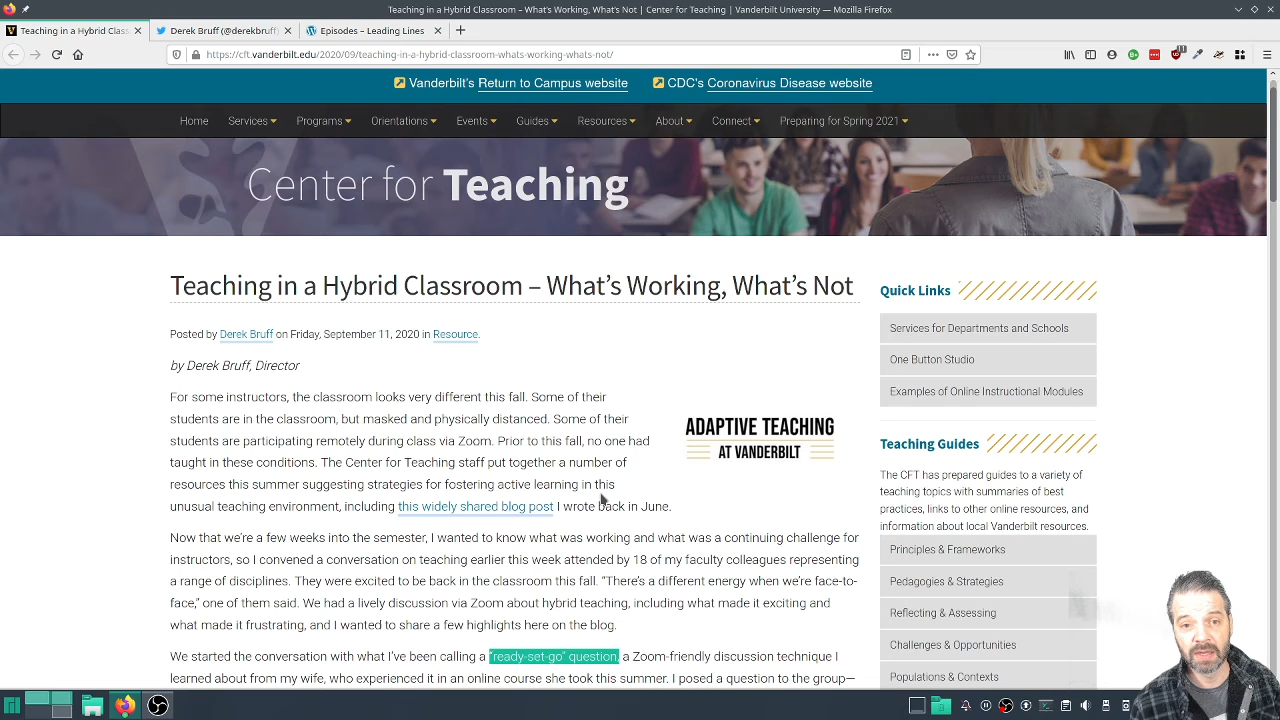 Teaching in a Hybrid Classroom – What's Working, What's Not | Center for Teaching | Vanderbilt University — Mozilla Firefox
Teaching in a Hybrid Class
Derek Bruff (@derekbruff)
Episodes – Leading Lines
https://cft.vanderbilt.edu/2020/09/teaching-in-a-hybrid-classroom-whats-working-whats-not/
Vanderbilt's Return to Campus website
CDC's Coronavirus Disease website
Home Services Programs Orientations Events Guides Resources About Connect Preparing for Spring 2021
Center for Teaching
Teaching in a Hybrid Classroom – What's Working, What's Not
Posted by Derek Bruff on Friday, September 11, 2020 in Resource.
by Derek Bruff, Director
For some instructors, the classroom looks very different this fall. Some of their
students are in the classroom, but masked and physically distanced. Some of their
students are participating remotely during class via Zoom. Prior to this fall, no one had
taught in these conditions. The Center for Teaching staff put together a number of
resources this summer suggesting strategies for fostering active learning in this
unusual teaching environment, including this widely shared blog post I wrote back in June.
ADAPTIVE TEACHING
AT VANDERBILT
Now that we're a few weeks into the semester, I wanted to know what was working and what was a continuing challenge for
instructors, so I convened a conversation on teaching earlier this week attended by 18 of my faculty colleagues representing
a range of disciplines. They were excited to be back in the classroom this fall. "There's a different energy when we're face-to-
face," one of them said. We had a lively discussion via Zoom about hybrid teaching, including what made it exciting and
what made it frustrating, and I wanted to share a few highlights here on the blog.
We started the conversation with what I've been calling a "ready-set-go" question, a Zoom-friendly discussion technique I
learned about from my wife, who experienced it in an online course she took this summer. I posed a question to the group—
Quick Links
Services for Departments and Schools
One Button Studio
Examples of Online Instructional Modules
Teaching Guides
The CFT has prepared guides to a variety of
teaching topics with summaries of best
practices, links to other online resources, and
information about local Vanderbilt resources.
Principles & Frameworks
Pedagogies & Strategies
Reflecting & Assessing
Challenges & Opportunities
Populations & Contexts